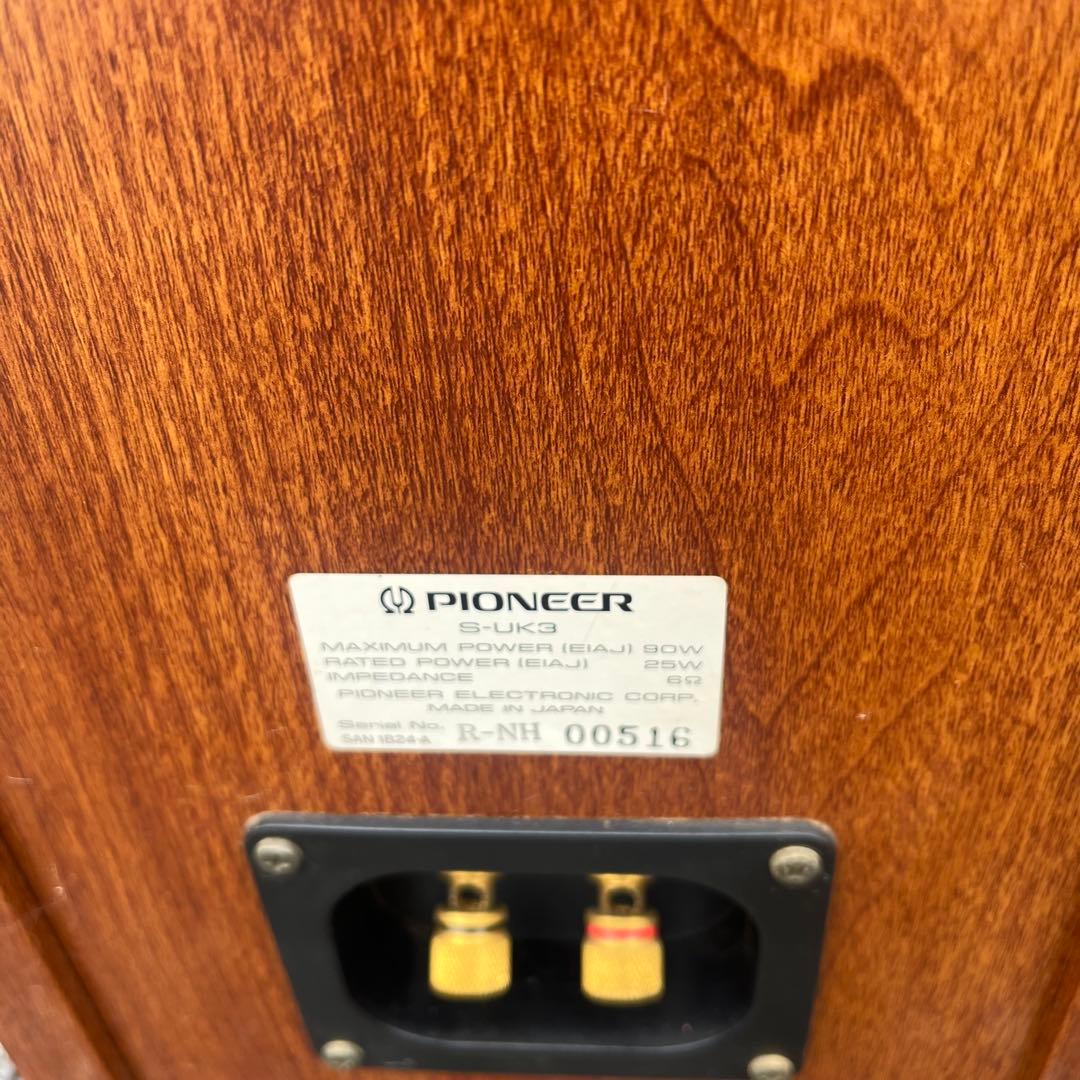 PIONEER
S-UK3
MAXIMUM POWER (EIAJ) 90W
RATED POWER (EIAJ) 25W
IMPEDANCE 6Ω
PIONEER ELECTRONIC CORP.
MADE IN JAPAN
Serial No. R-NH 00516
SAN 1824-A